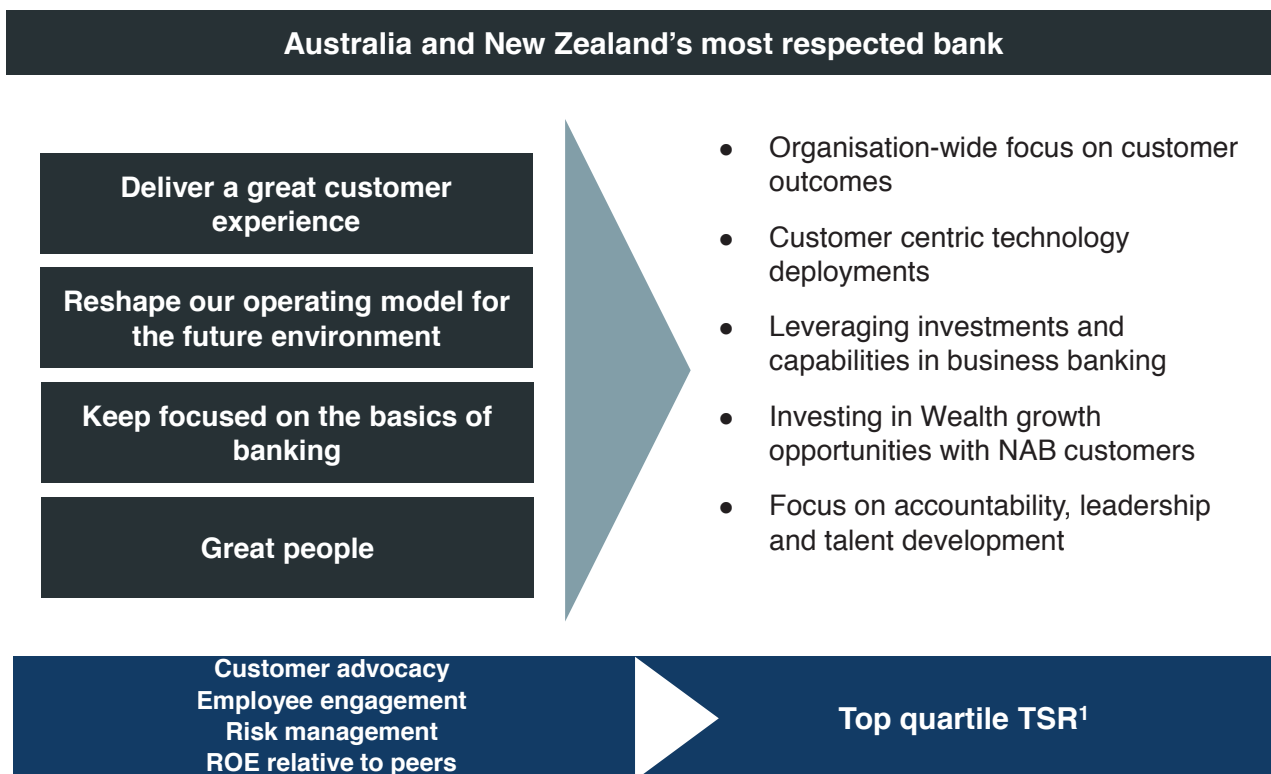 Australia and New Zealand's most respected bank
Deliver a great customer
experience
Reshape our operating model for
the future environment
Keep focused on the basics of
banking
Great people
● Organisation-wide focus on customer
outcomes
● Customer centric technology
deployments
● Leveraging investments and
capabilities in business banking
● Investing in Wealth growth
opportunities with NAB customers
● Focus on accountability, leadership
and talent development
Customer advocacy
Employee engagement
Risk management
ROE relative to peers
Top quartile TSR¹